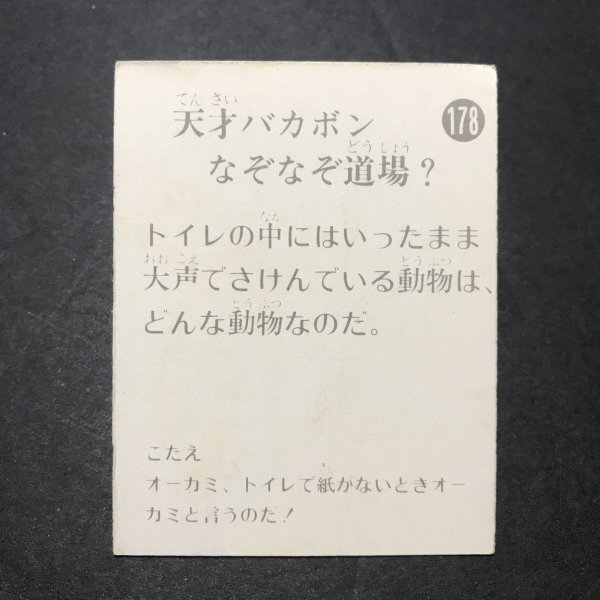 天才バカボン
178
なぞなぞ道場？
トイレの中にはいったまま
大声でさけんでいる動物は、
どんな動物なのだ。
こたえ
オーカミ、トイレで紙がないときオー
カミと言うのだ！